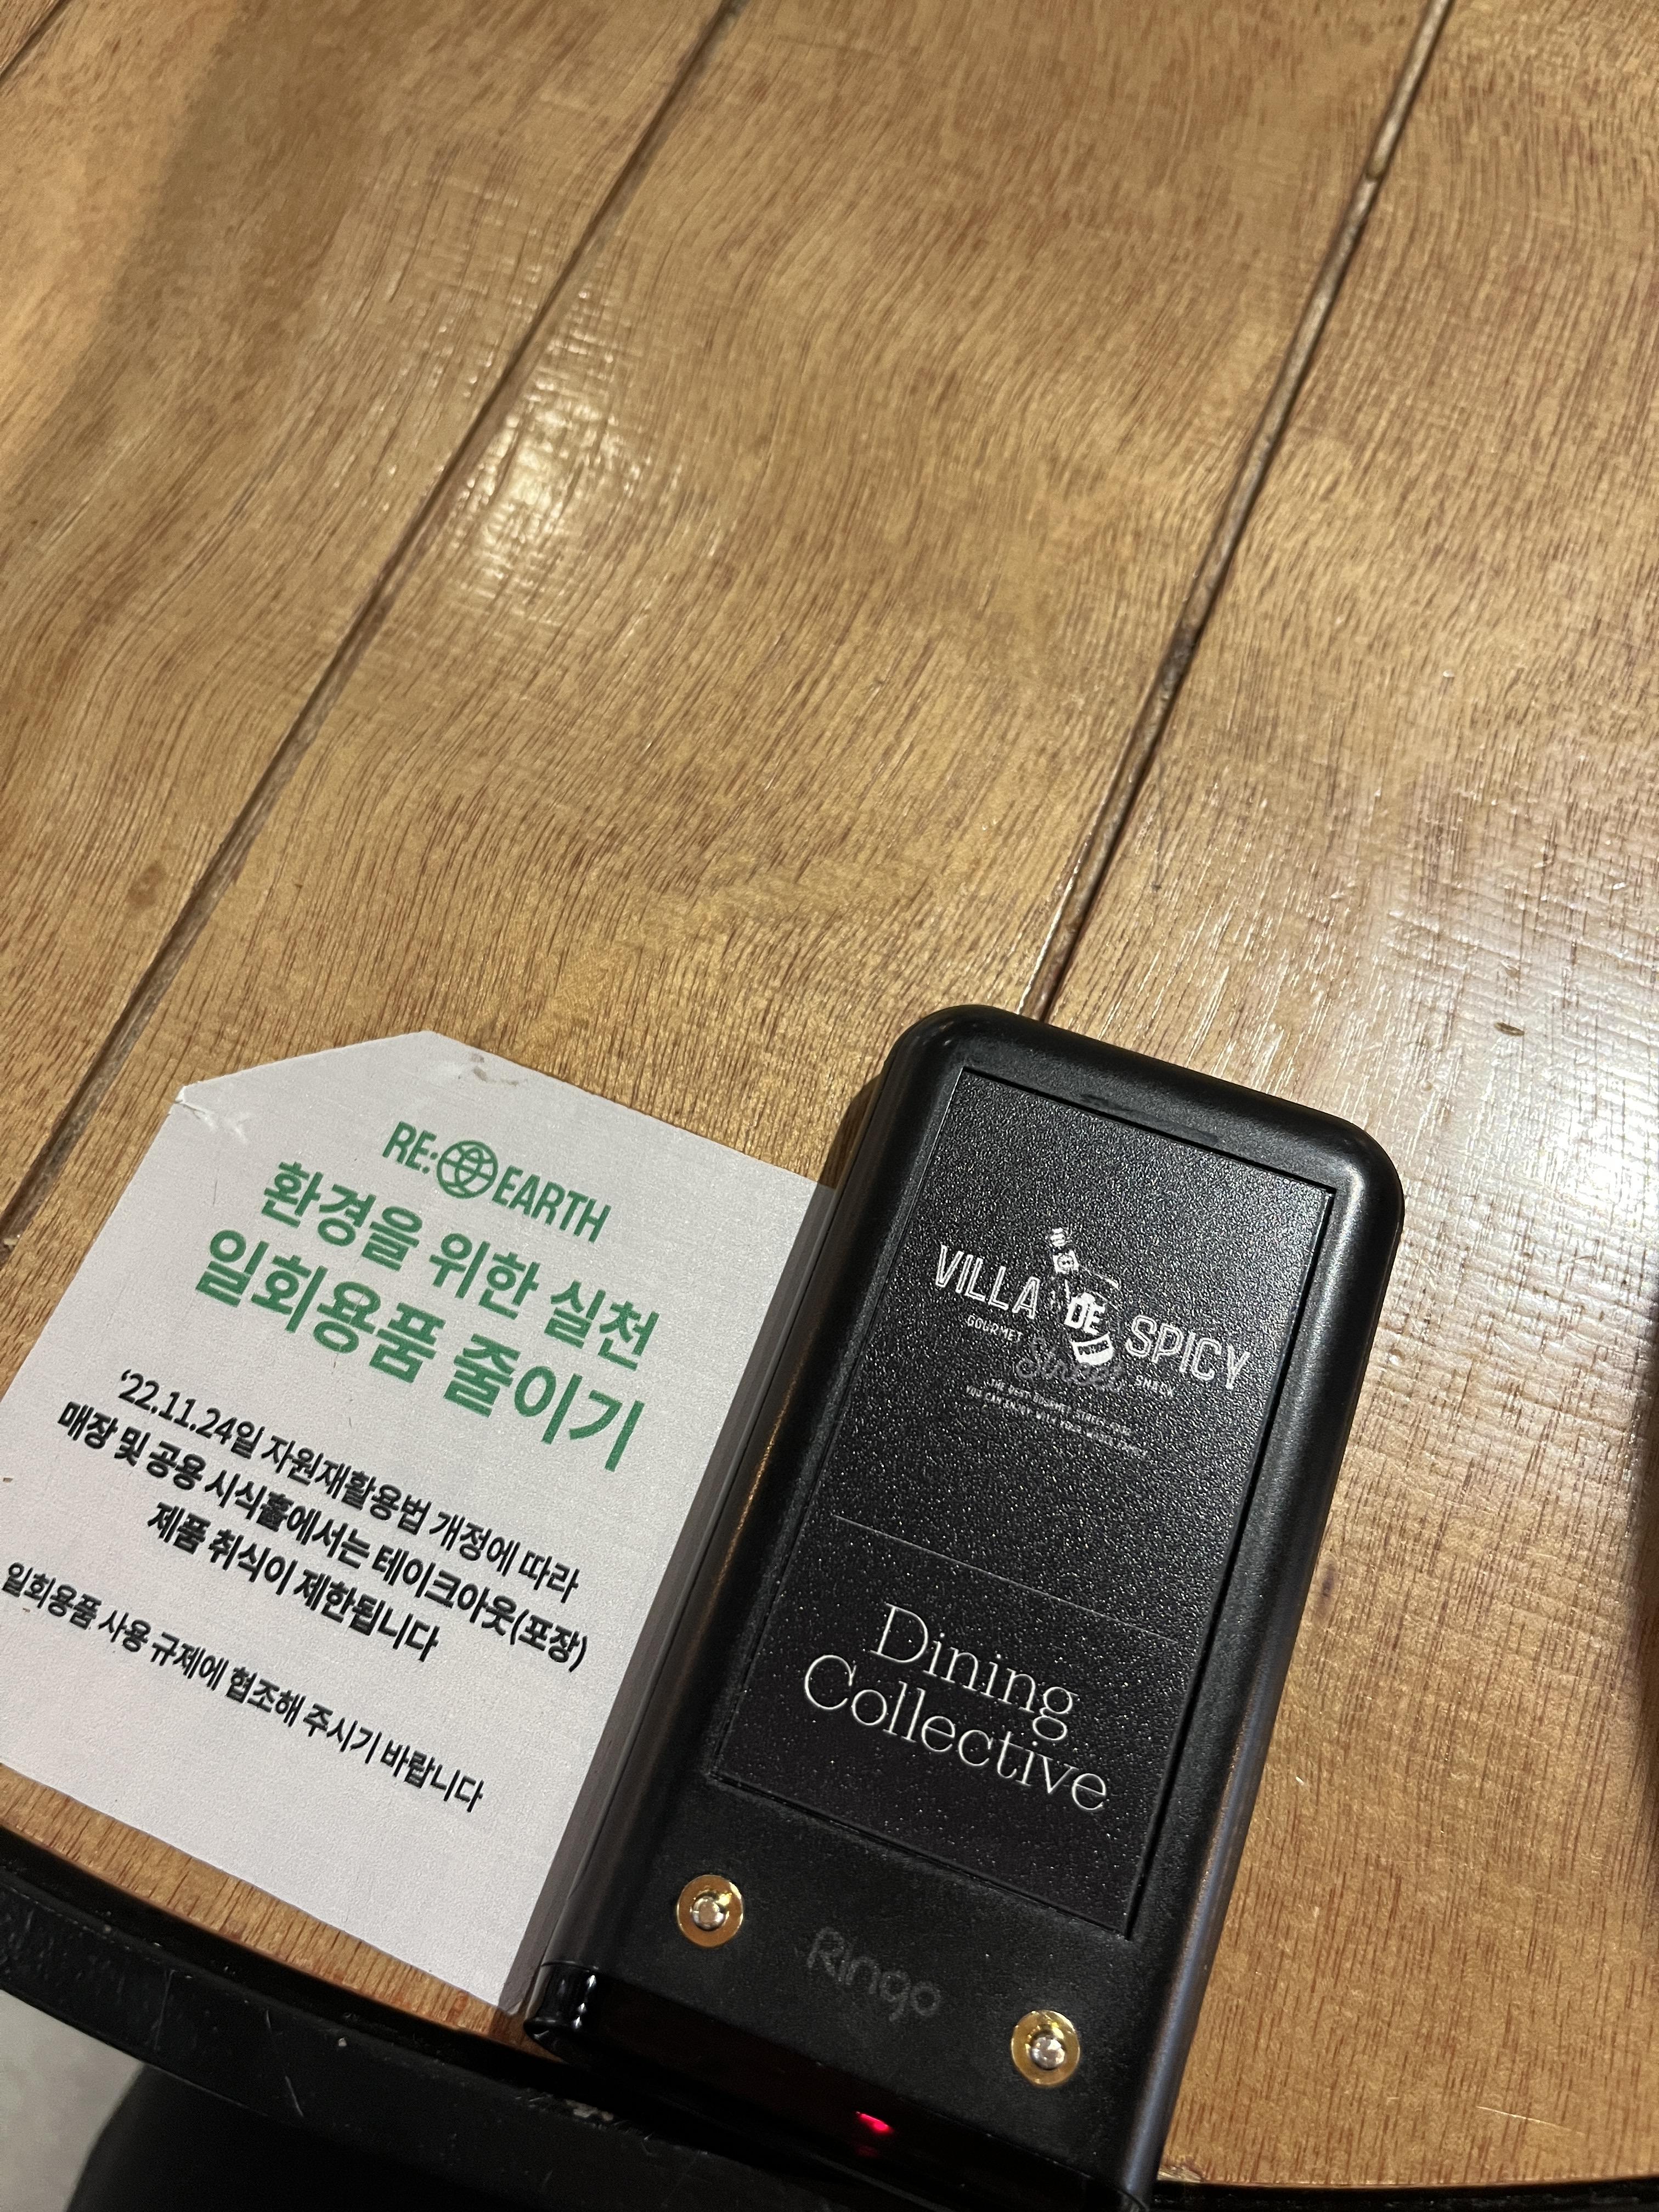 RE: EARTH
환경을 위한 실천
일회용품 줄이기
‘22.11.24일 자원재활용법 개정에 따라
매장 및 공용 시식홀에서는 테이크아웃(포장)
제품 취식이 제한됩니다
일회용품 사용 규제에 협조해 주시기 바랍니다
VILLA DE SPICY
GOURMET Street SNACK
Dining
Collective
Ringo